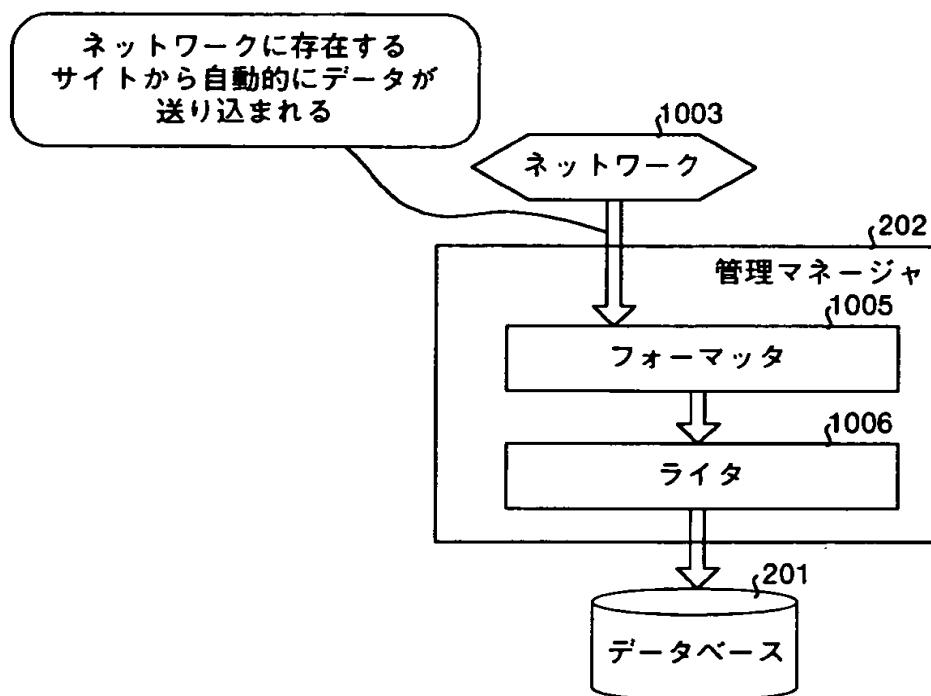 ネットワークに存在する
サイトから自動的にデータが
送り込まれる
1003
ネットワーク
202
管理マネージャ
1005
フォーマッタ
1006
ライタ
201
データベース